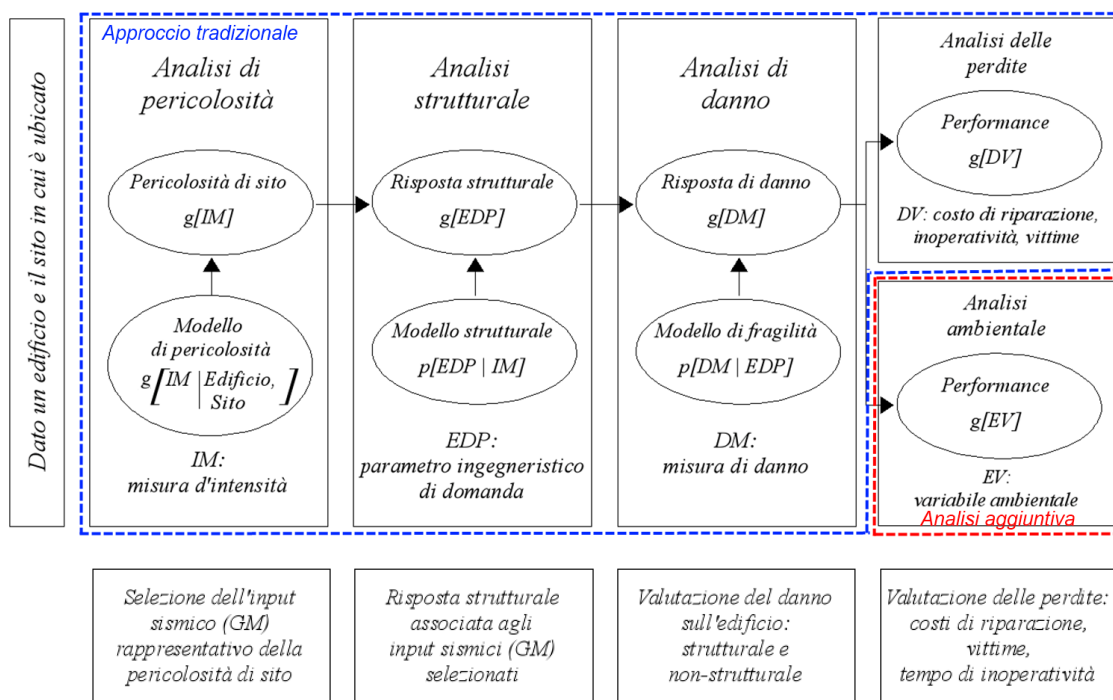 Dato un edificio e il sito in cui è ubicato
Approccio tradizionale
Analisi di
pericolosità
Pericolosità di sito
g[IM]
Modello
di pericolosità
g[IM | Edificio,
Sito]
IM:
misura d'intensità
Analisi
strutturale
Risposta strutturale
g[EDP]
Modello strutturale
p[EDP | IM]
EDP:
parametro ingegneristico
di domanda
Analisi di
danno
Risposta di danno
g[DM]
Modello di fragilità
p[DM | EDP]
DM:
misura di danno
Analisi delle
perdite
Performance
g[DV]
DV: costo di riparazione,
inoperatività, vittime
Analisi
ambientale
Performance
g[EV]
EV:
variabile ambientale
Analisi aggiuntiva
Selezione dell'input
sismico (GM)
rappresentativo della
pericolosità di sito
Risposta strutturale
associata agli
input sismici (GM)
selezionati
Valutazione del danno
sull'edificio:
strutturale e
non-strutturale
Valutazione delle perdite:
costi di riparazione,
vittime,
tempo di inoperatività